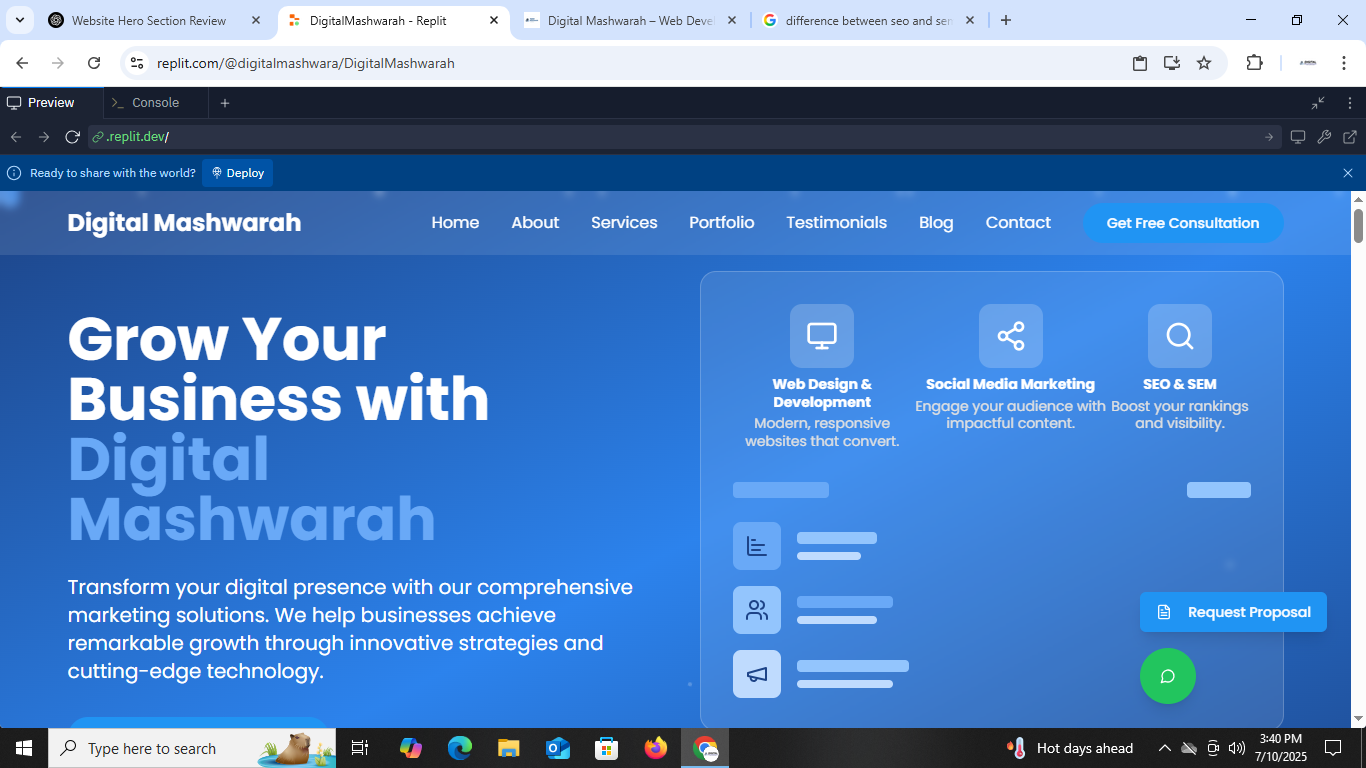 Website Hero Section Review
DigitalMashwarah - Replit
Digital Mashwarah – Web Devel
difference between seo and sem
replit.com/@digitalmashwara/DigitalMashwarah
Preview
Console
.replit.dev/
Ready to share with the world?
Deploy
Digital Mashwarah
Home
About
Services
Portfolio
Testimonials
Blog
Contact
Get Free Consultation
Grow Your
Business with
Digital
Mashwarah
Transform your digital presence with our comprehensive
marketing solutions. We help businesses achieve
remarkable growth through innovative strategies and
cutting-edge technology.
Web Design &
Development
Modern, responsive
websites that convert.
Social Media Marketing
Engage your audience with
impactful content.
SEO & SEM
Boost your rankings
and visibility.
Request Proposal
Type here to search
Hot days ahead
3:40 PM
7/10/2025